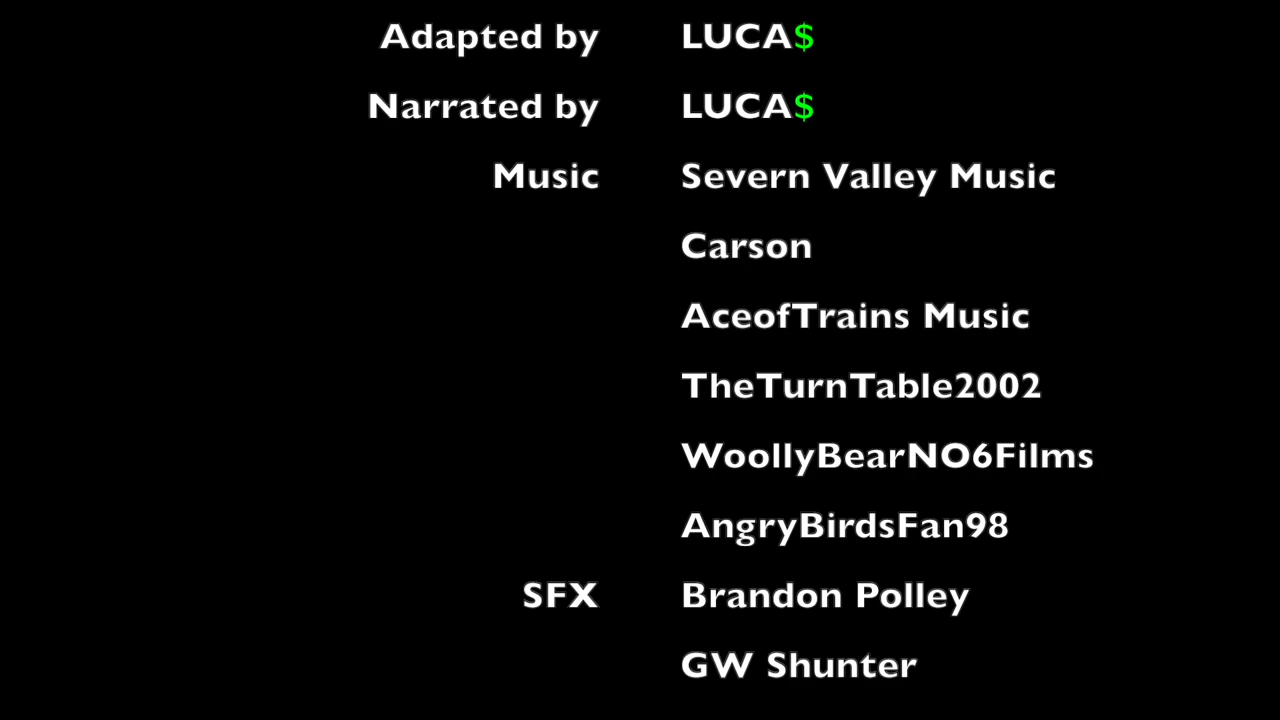 Adapted by LUCA$
Narrated by LUCA$
Music Severn Valley Music
Carson
AceofTrains Music
TheTurnTable2002
WoollyBearNO6Films
AngryBirdsFan98
SFX Brandon Polley
GW Shunter